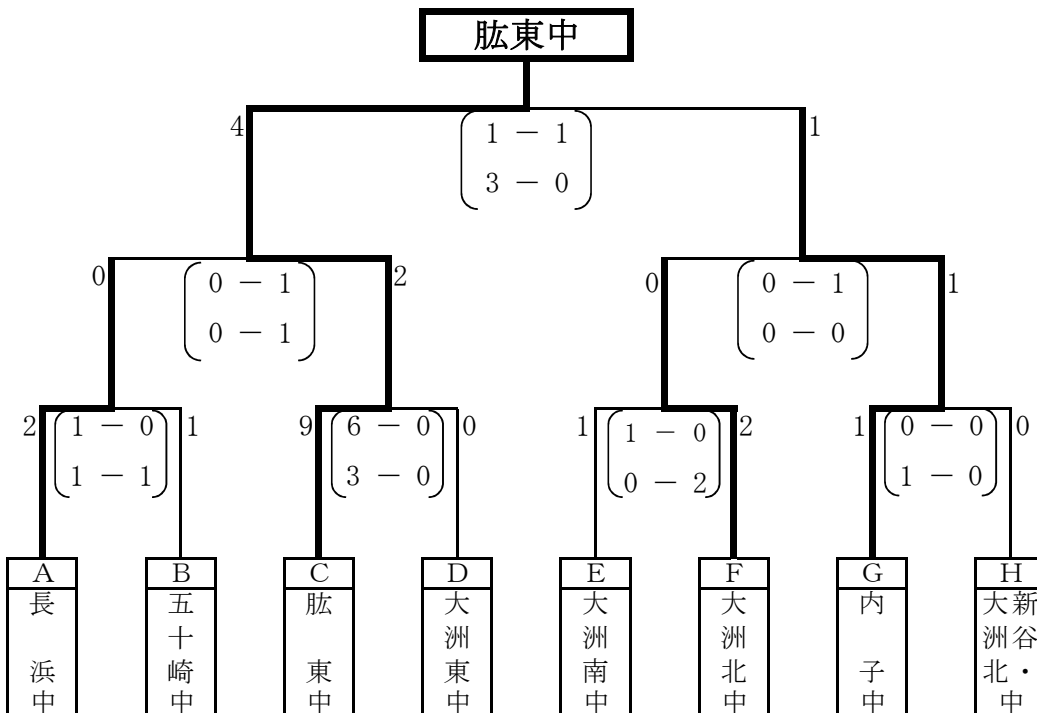 肱東中
4 1
1 － 1
3 － 0
0 2 0 1
0 － 1 0 － 1
0 － 1 0 － 0
2 1 － 0 1 9 6 － 0 0 1 1 － 0 2 1 0 － 0 0
1 － 1 3 － 0 0 － 2 1 － 0
A B C D E F G H
長浜中
五十崎中
肱東中
大洲東中
大洲南中
大洲北中
内子中
新谷・
大洲北中